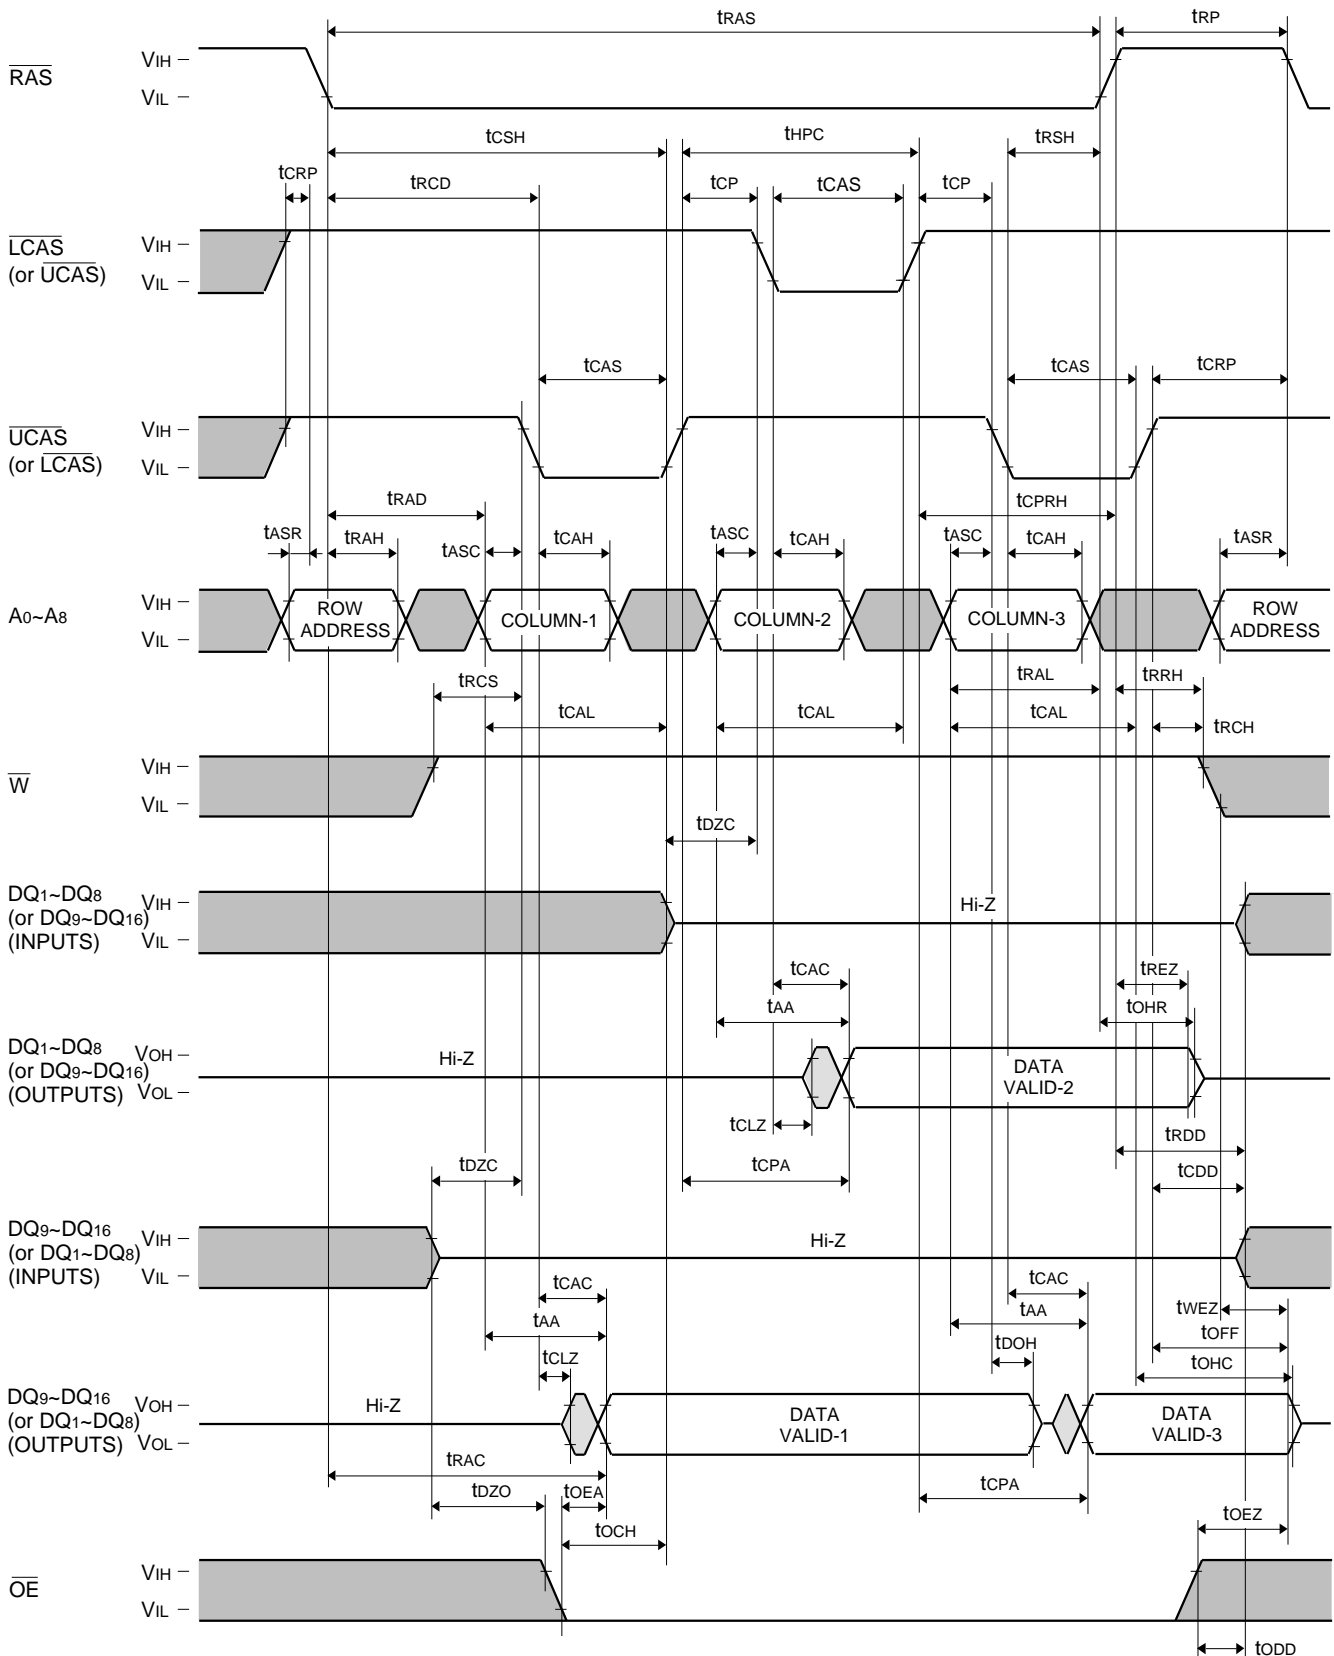 tRAS
tRP
RAS
VIH
VIL
tCSH
tHPC
tRSH
tCRP
tRCD
tCP
tCAS
tCP
LCAS
(or UCAS)
VIH
VIL
tCAS
tCAS
tCRP
UCAS
(or LCAS)
VIH
VIL
tRAD
tCPRH
tASR
tRAH
tASC
tCAH
tASC
tCAH
tASC
tCAH
tASR
A0~A8
VIH
VIL
ROW
ADDRESS
COLUMN-1
COLUMN-2
COLUMN-3
ROW
ADDRESS
tRCS
tRAL
tRRH
tCAL
tCAL
tCAL
tRCH
W
VIH
VIL
tDZC
DQ1~DQ8
(or DQ9~DQ16)
(INPUTS)
VIH
VIL
Hi-Z
tCAC
tREZ
tAA
tOHR
DQ1~DQ8
(or DQ9~DQ16)
(OUTPUTS)
VOH
VOL
Hi-Z
DATA
VALID-2
tCLZ
tRDD
tDZC
tCPA
tCDD
DQ9~DQ16
(or DQ1~DQ8)
(INPUTS)
VIH
VIL
Hi-Z
tCAC
tCAC
tWEZ
tAA
tAA
tOFF
tCLZ
tDOH
tOHC
DQ9~DQ16
(or DQ1~DQ8)
(OUTPUTS)
VOH
VOL
Hi-Z
DATA
VALID-1
DATA
VALID-3
tRAC
tDZO
tOEA
tCPA
tOCH
tOEZ
OE
VIH
VIL
tODD